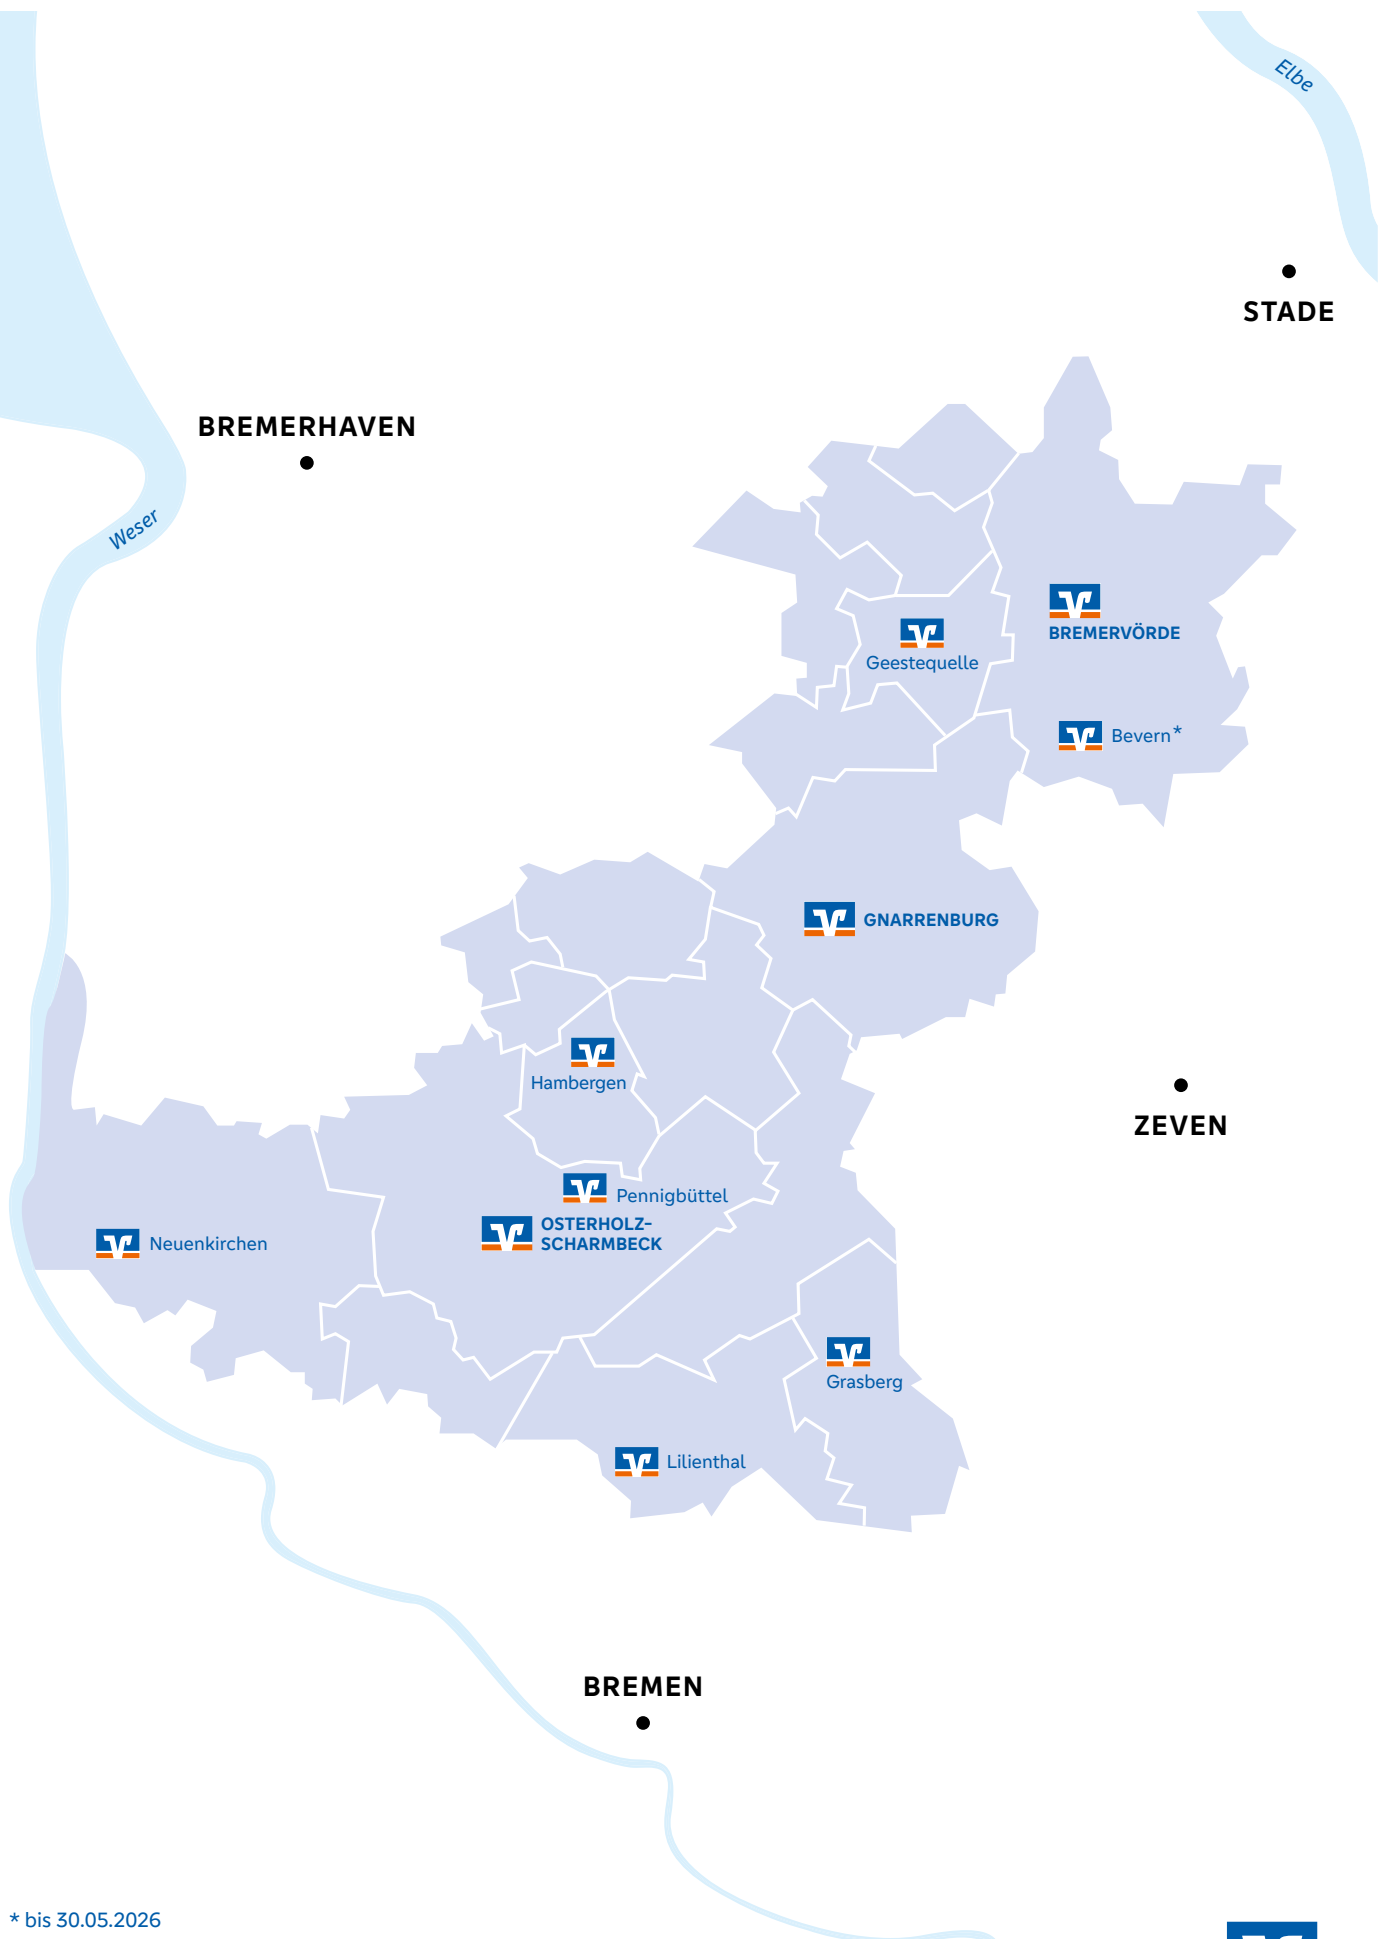 Elbe
STADE
BREMERHAVEN
Weser
BREMERVÖRDE
Geestequelle
Bevern*
GNARRENBURG
Hambergen
ZEVEN
Pennigbüttel
OSTERHOLZ-
SCHARMBECK
Neuenkirchen
Grasberg
Lilienthal
BREMEN
* bis 30.05.2026